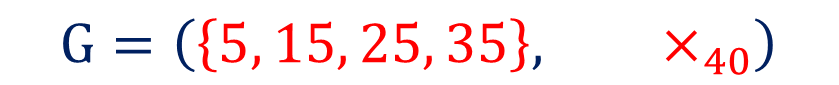 G = ({5, 15, 25, 35}, ×₄₀)